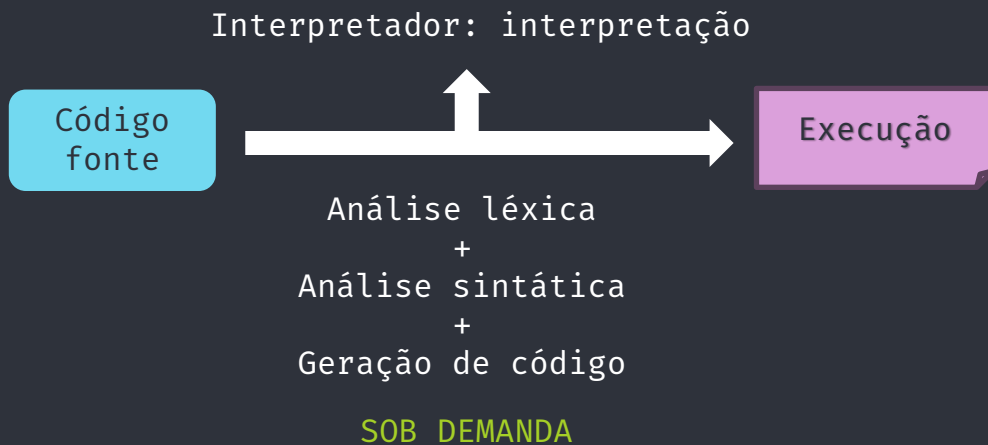 Interpretador: interpretação
Código
fonte
Execução
Análise léxica
+
Análise sintática
+
Geração de código
SOB DEMANDA